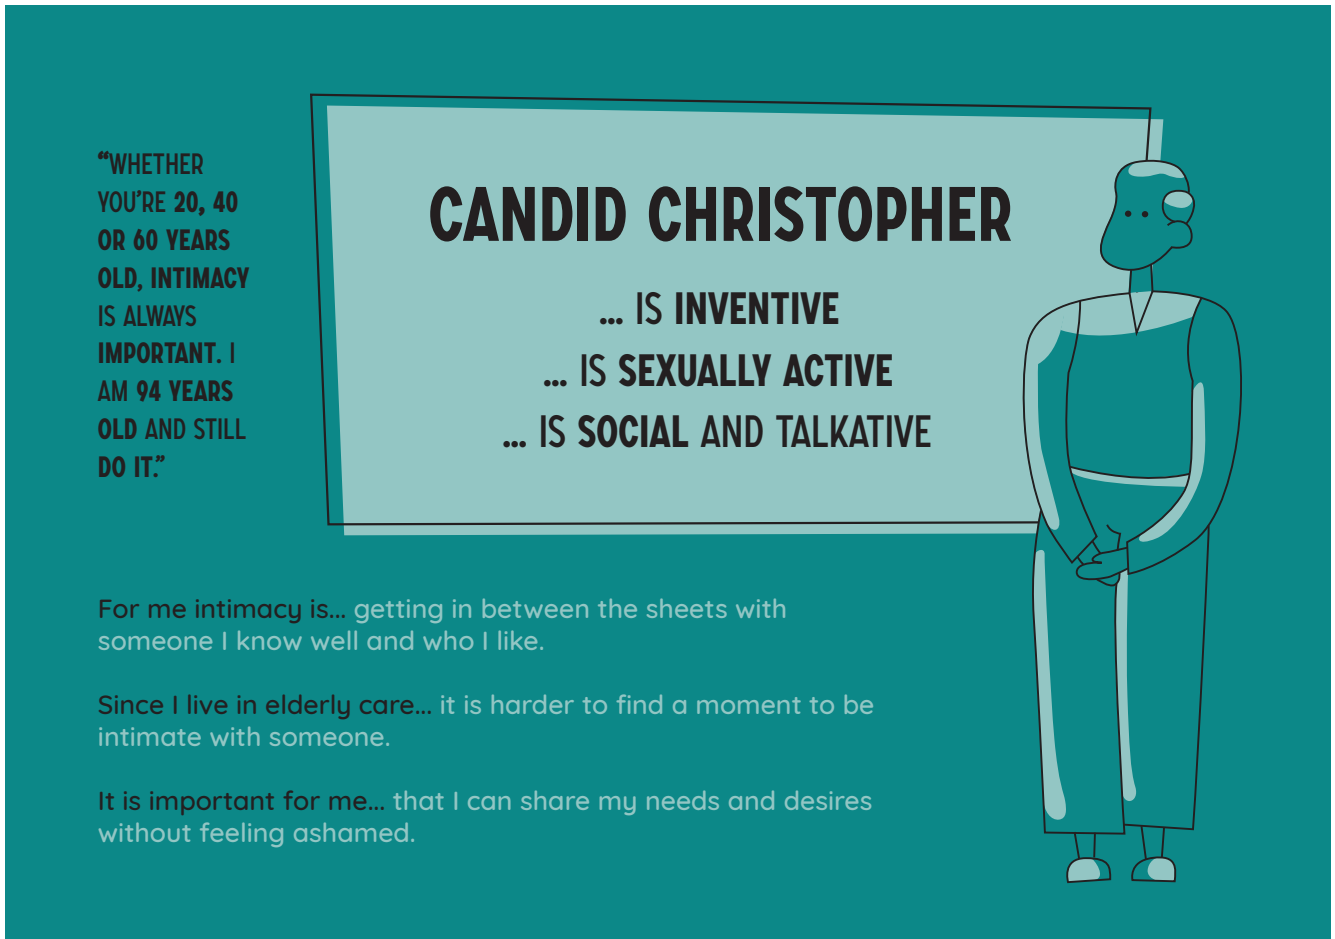 “WHETHER
YOU’RE 20, 40
OR 60 YEARS
OLD, INTIMACY
IS ALWAYS
IMPORTANT. I
AM 94 YEARS
OLD AND STILL
DO IT.”
CANDID CHRISTOPHER
... IS INVENTIVE
... IS SEXUALLY ACTIVE
... IS SOCIAL AND TALKATIVE
For me intimacy is... getting in between the sheets with
someone I know well and who I like.
Since I live in elderly care... it is harder to find a moment to be
intimate with someone.
It is important for me... that I can share my needs and desires
without feeling ashamed.